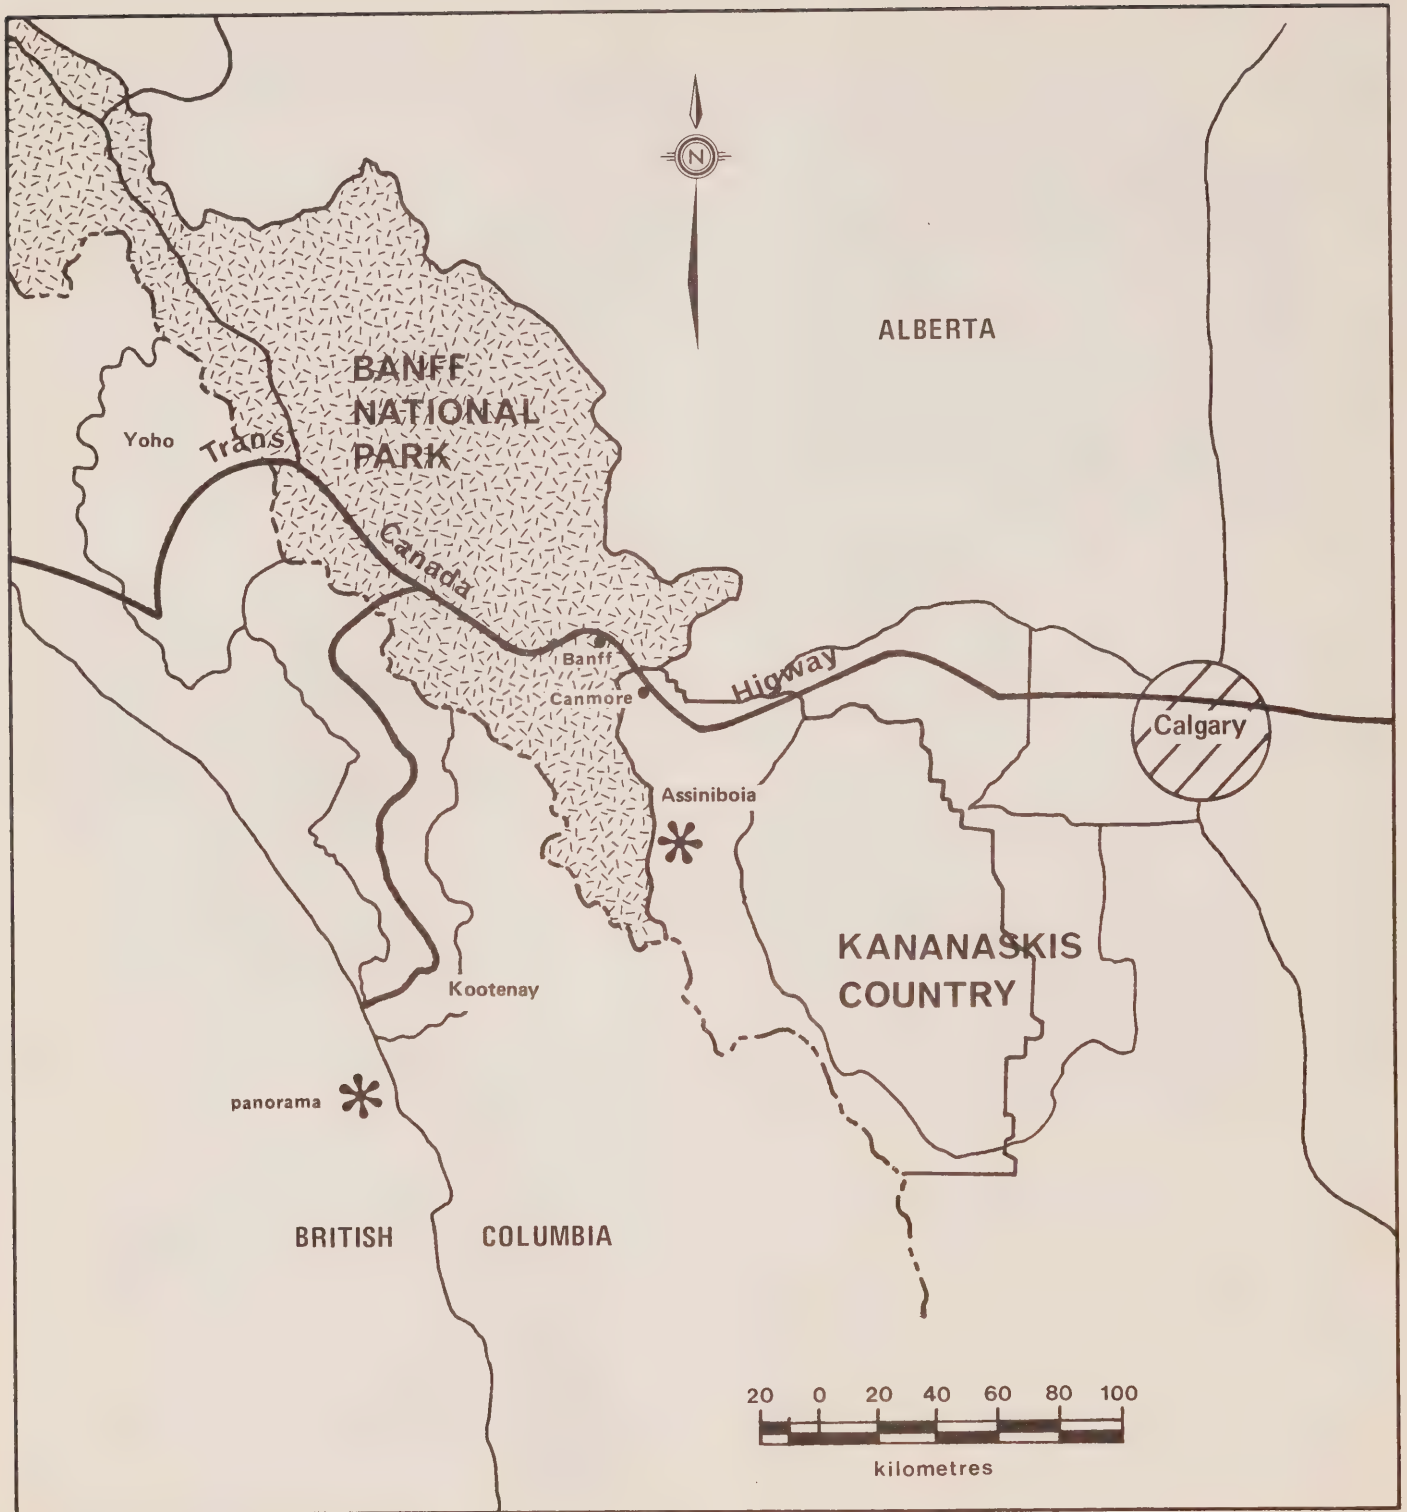 N
ALBERTA
BANFF
NATIONAL
PARK
Yoho
Trans
Canada
Higway
Banff
Canmore
Calgary
Assiniboia
KANANASKIS
COUNTRY
Kootenay
panorama
BRITISH COLUMBIA
20 0 20 40 60 80 100
kilometres